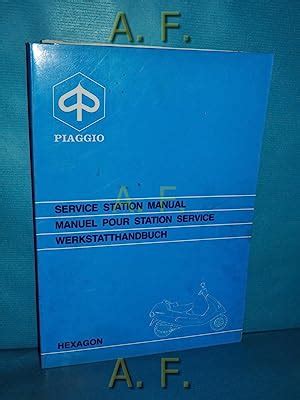 A. F.
PIAGGIO
A. F.
SERVICE STATION MANUAL
MANUEL POUR STATION SERVICE
WERKSTATTHANDBUCH
HEXAGON
A. F.